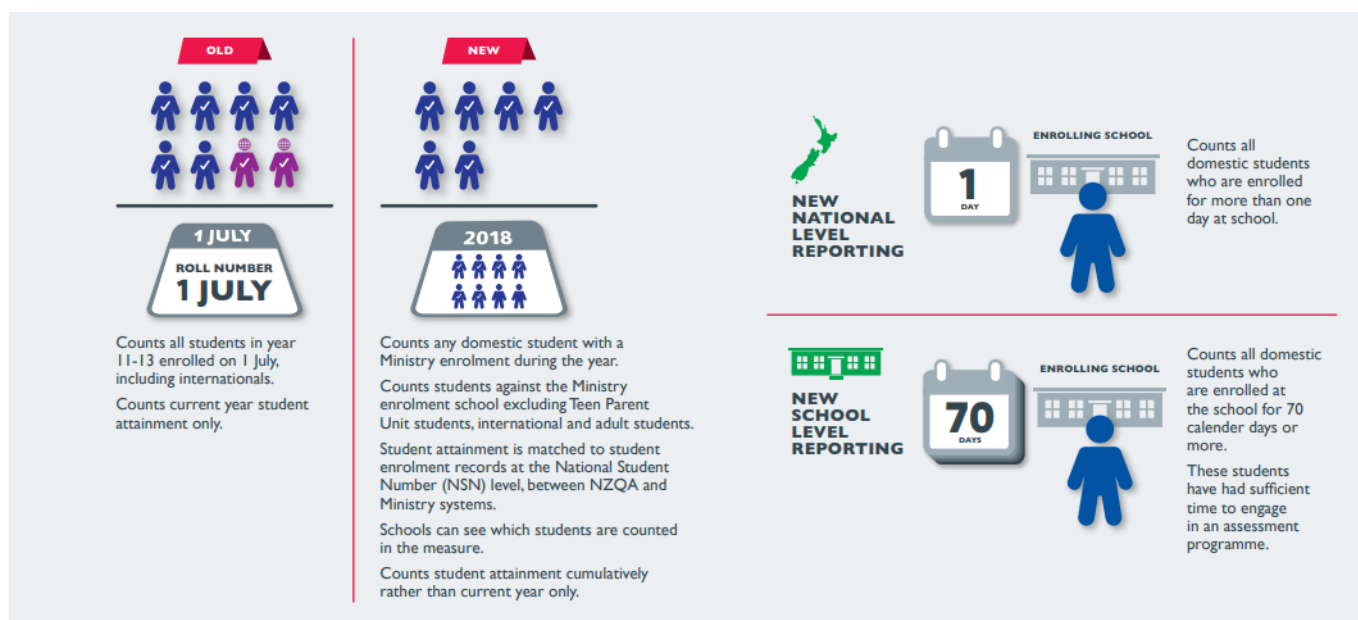 OLD
1 JULY
ROLL NUMBER
1 JULY
Counts all students in year
11-13 enrolled on 1 July,
including internationals.
Counts current year student
attainment only.
NEW
2018
Counts any domestic student with a
Ministry enrolment during the year.
Counts students against the Ministry
enrolment school excluding Teen Parent
Unit students, international and adult students.
Student attainment is matched to student
enrolment records at the National Student
Number (NSN) level, between NZQA and
Ministry systems.
Schools can see which students are counted
in the measure.
Counts student attainment cumulatively
rather than current year only.
NEW
NATIONAL
LEVEL
REPORTING
1
DAY
ENROLLING SCHOOL
Counts all
domestic students
who are enrolled
for more than one
day at school.
NEW
SCHOOL
LEVEL
REPORTING
70
DAYS
ENROLLING SCHOOL
Counts all domestic
students who
are enrolled at
the school for 70
calender days or
more.
These students
have had sufficient
time to engage
in an assessment
programme.